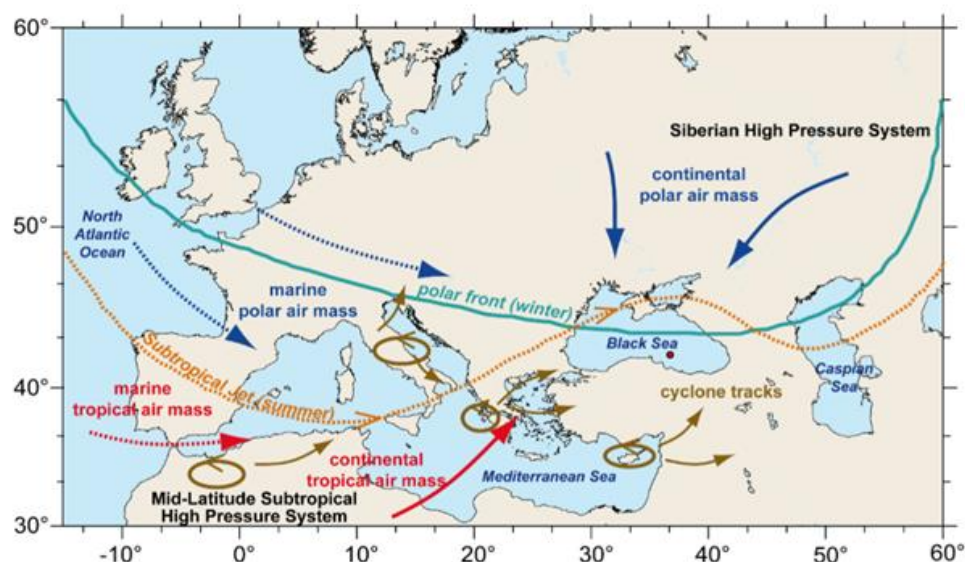 60°
Siberian High Pressure System
continental
polar air mass
50°
North
Atlantic
Ocean
marine
polar air mass
polar front (winter)
Black Sea
Caspian
Sea
Subtropical Jet (summer)
40°
marine
tropical air mass
cyclone tracks
continental
tropical air mass
Mediterranean Sea
Mid-Latitude Subtropical
High Pressure System
30°
-10° 0° 10° 20° 30° 40° 50° 60°